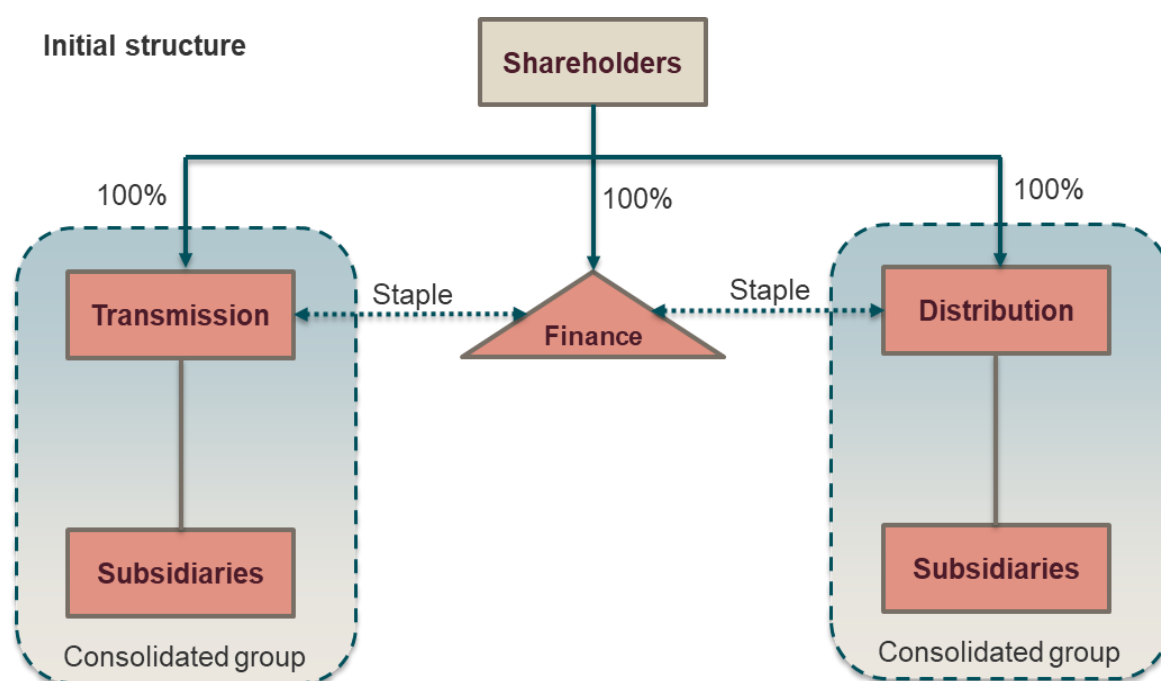 Initial structure
Shareholders
100%
100%
100%
Transmission
Staple
Finance
Staple
Distribution
Subsidiaries
Subsidiaries
Consolidated group
Consolidated group